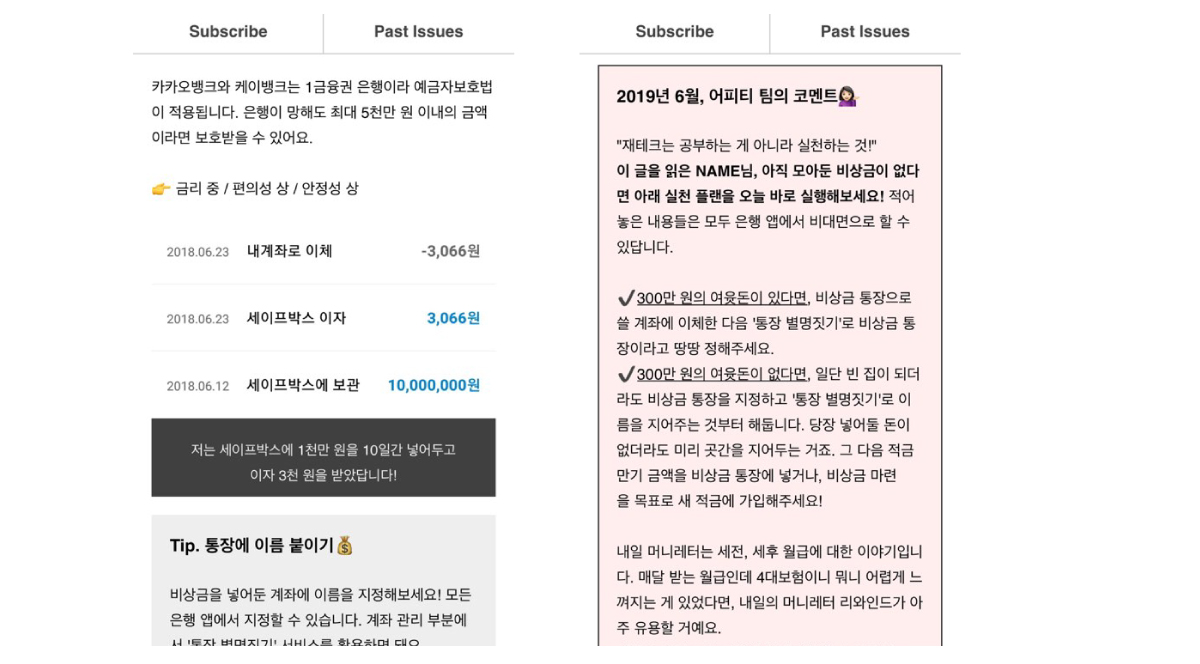 Subscribe
Past Issues
카카오뱅크와 케이뱅크는 1금융권 은행이라 예금자보호법
이 적용됩니다. 은행이 망해도 최대 5천만 원 이내의 금액
이라면 보호받을 수 있어요.
👉 금리 중 / 편의성 상 / 안정성 상
2018.06.23 내계좌로 이체 -3,066원
2018.06.23 세이프박스 이자 3,066원
2018.06.12 세이프박스에 보관 10,000,000원
저는 세이프박스에 1천만 원을 10일간 넣어두고
이자 3천 원을 받았답니다!
Tip. 통장에 이름 붙이기💰
비상금을 넣어둔 계좌에 이름을 지정해보세요! 모든
은행 앱에서 지정할 수 있습니다. 계좌 관리 부분에
서 '통장 별명짓기' 서비스를 활용하면 돼요
Subscribe
Past Issues
2019년 6월, 어피티 팀의 코멘트💁🏻‍♀️
"재테크는 공부하는 게 아니라 실천하는 것!"
이 글을 읽은 NAME님, 아직 모아둔 비상금이 없다
면 아래 실천 플랜을 오늘 바로 실행해보세요! 적어
놓은 내용들은 모두 은행 앱에서 비대면으로 할 수
있답니다.
✔️300만 원의 여윳돈이 있다면, 비상금 통장으로
쓸 계좌에 이체한 다음 '통장 별명짓기'로 비상금 통
장이라고 땅땅 정해주세요.
✔️300만 원의 여윳돈이 없다면, 일단 빈 집이 되더
라도 비상금 통장을 지정하고 '통장 별명짓기'로 이
름을 지어주는 것부터 해둡니다. 당장 넣어둘 돈이
없더라도 미리 곳간을 지어두는 거죠. 그 다음 적금
만기 금액을 비상금 통장에 넣거나, 비상금 마련
을 목표로 새 적금에 가입해주세요!
내일 머니레터는 세전, 세후 월급에 대한 이야기입니
다. 매달 받는 월급인데 4대보험이니 뭐니 어렵게 느
껴지는 게 있었다면, 내일의 머니레터 리와인드가 아
주 유용할 거예요.